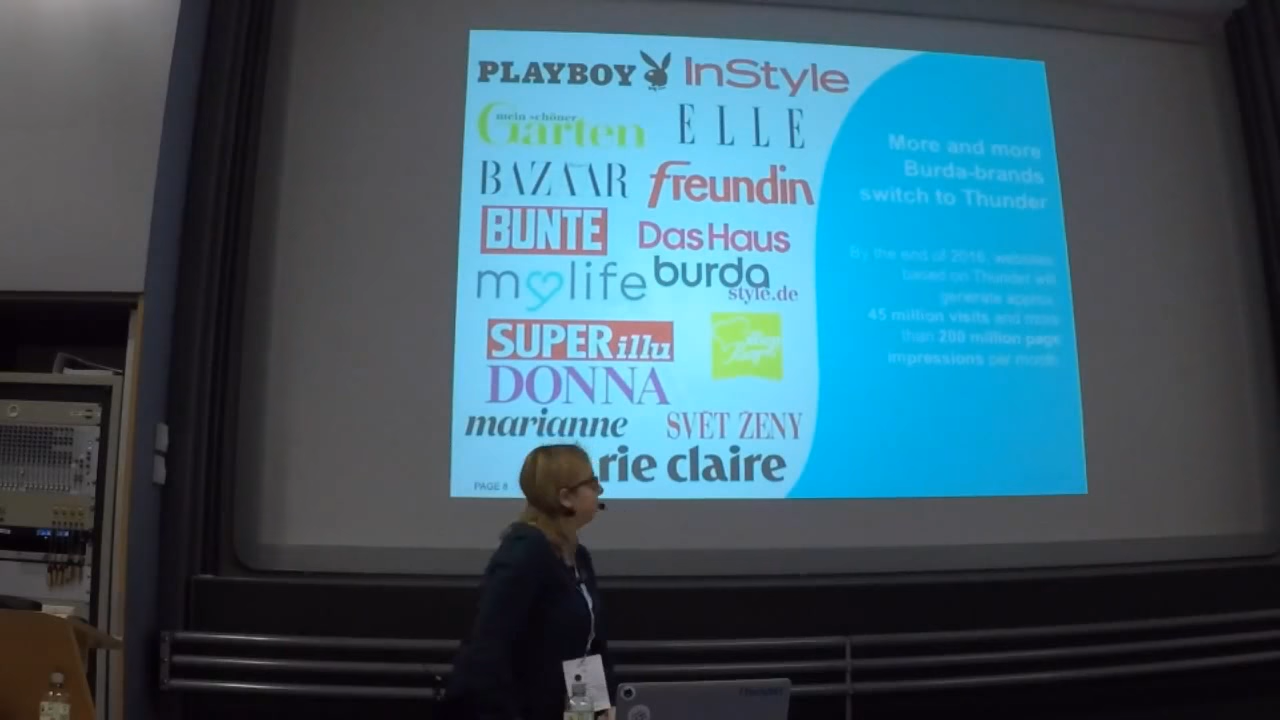 PLAYBOY
InStyle
mein schöner
Garten
ELLE
BAZAAR
freundin
BUNTE
Das Haus
mylife
burda
style.de
SUPERillu
DONNA
marianne
SVĚT ŽENY
rie claire
PAGE 8
More and more
Burda-brands
switch to Thunder
By the end of 2016, websites
based on Thunder will
generate approx.
45 million visits and more
than 200 million page
impressions per month.